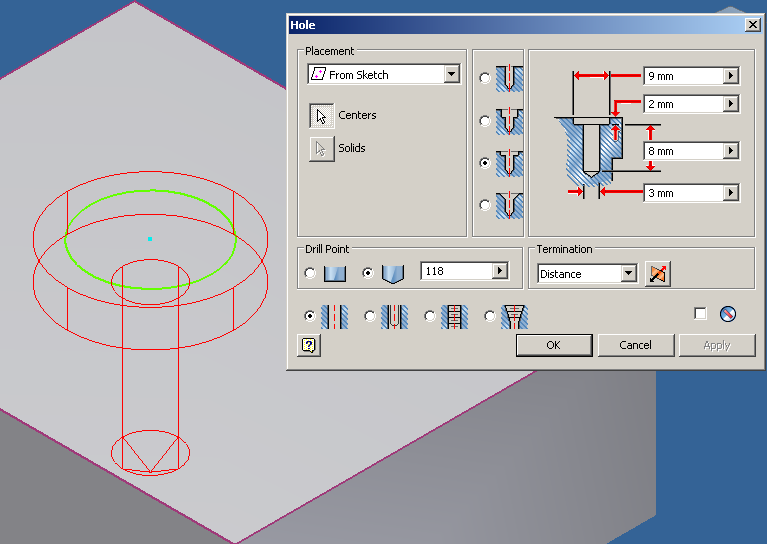 Hole
Placement
From Sketch
Centers
Solids
9 mm
2 mm
8 mm
3 mm
Drill Point
118
Termination
Distance
OK
Cancel
Apply